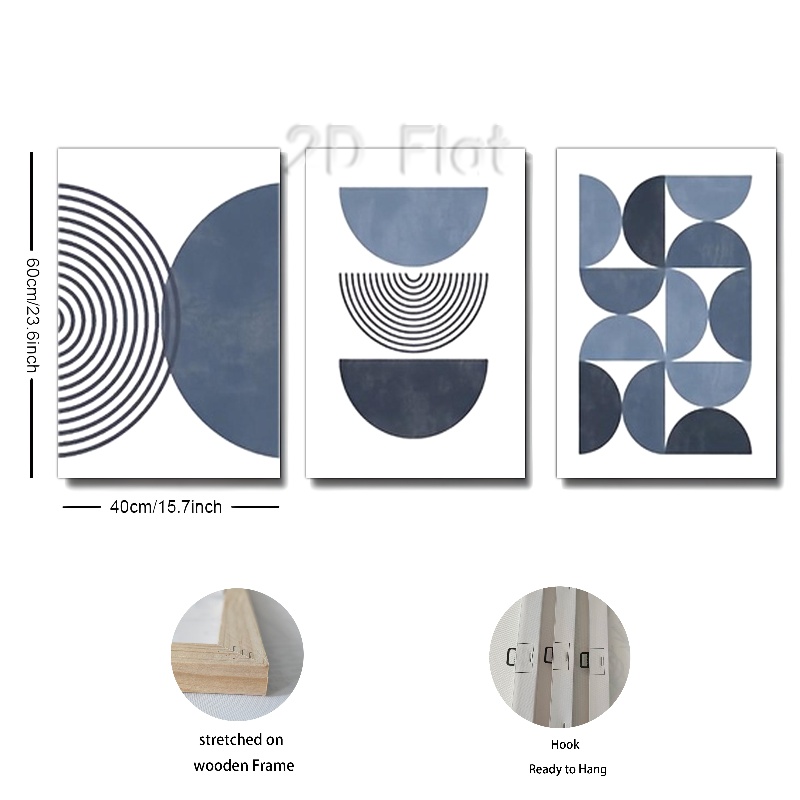 2D Flat
60cm/23.6inch
40cm/15.7inch
stretched on
wooden Frame
Hook
Ready to Hang